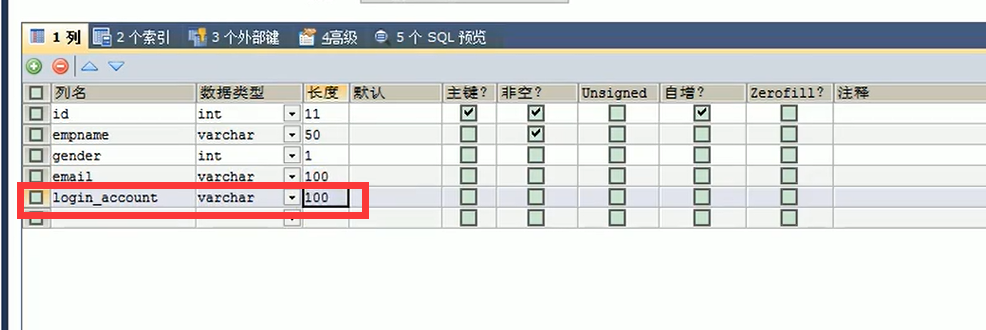 1 列 2 个索引 3 个外部键 4高级 5 个 SQL 预览
列名 数据类型 长度 默认 主键? 非空? Unsigned 自增? Zerofill? 注释
id int 11
empname varchar 50
gender int 1
email varchar 100
login_account varchar 100